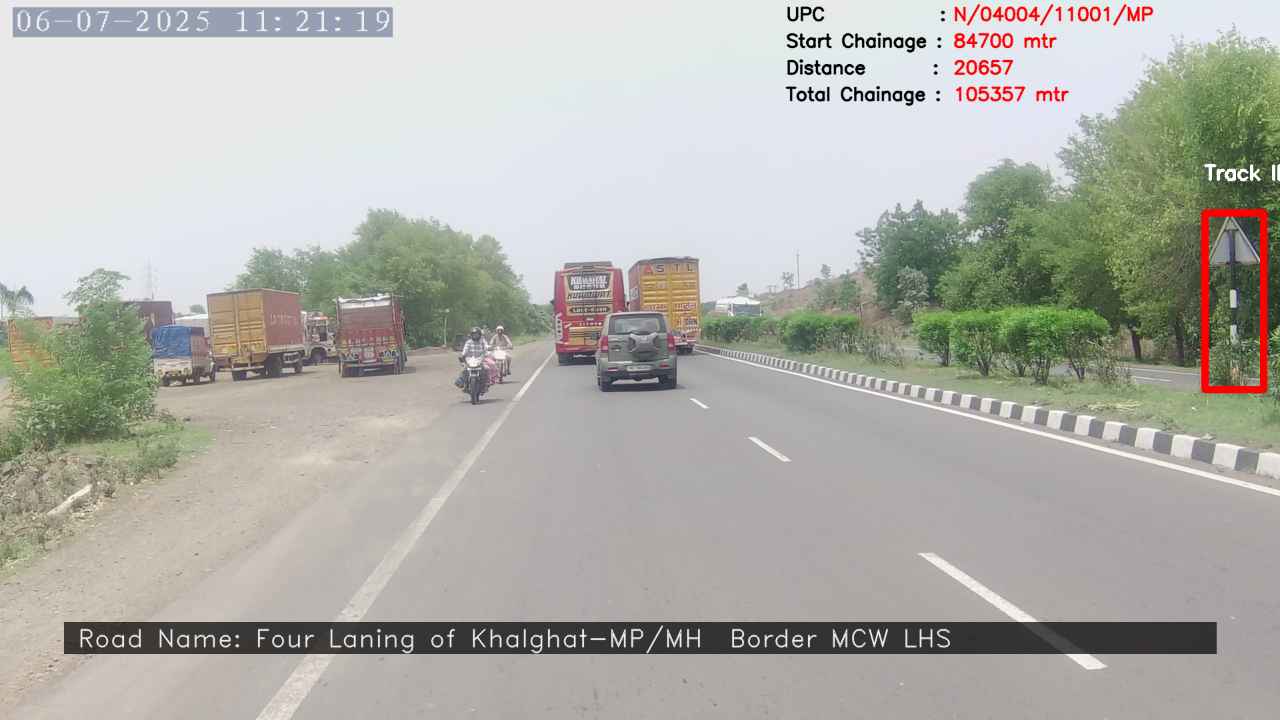 06-07-2025 11:21:19
UPC : N/04004/11001/MP
Start Chainage : 84700 mtr
Distance : 20657
Total Chainage : 105357 mtr
Track
ASTL
Road Name: Four Laning of Khalghat-MP/MH Border MCW LHS